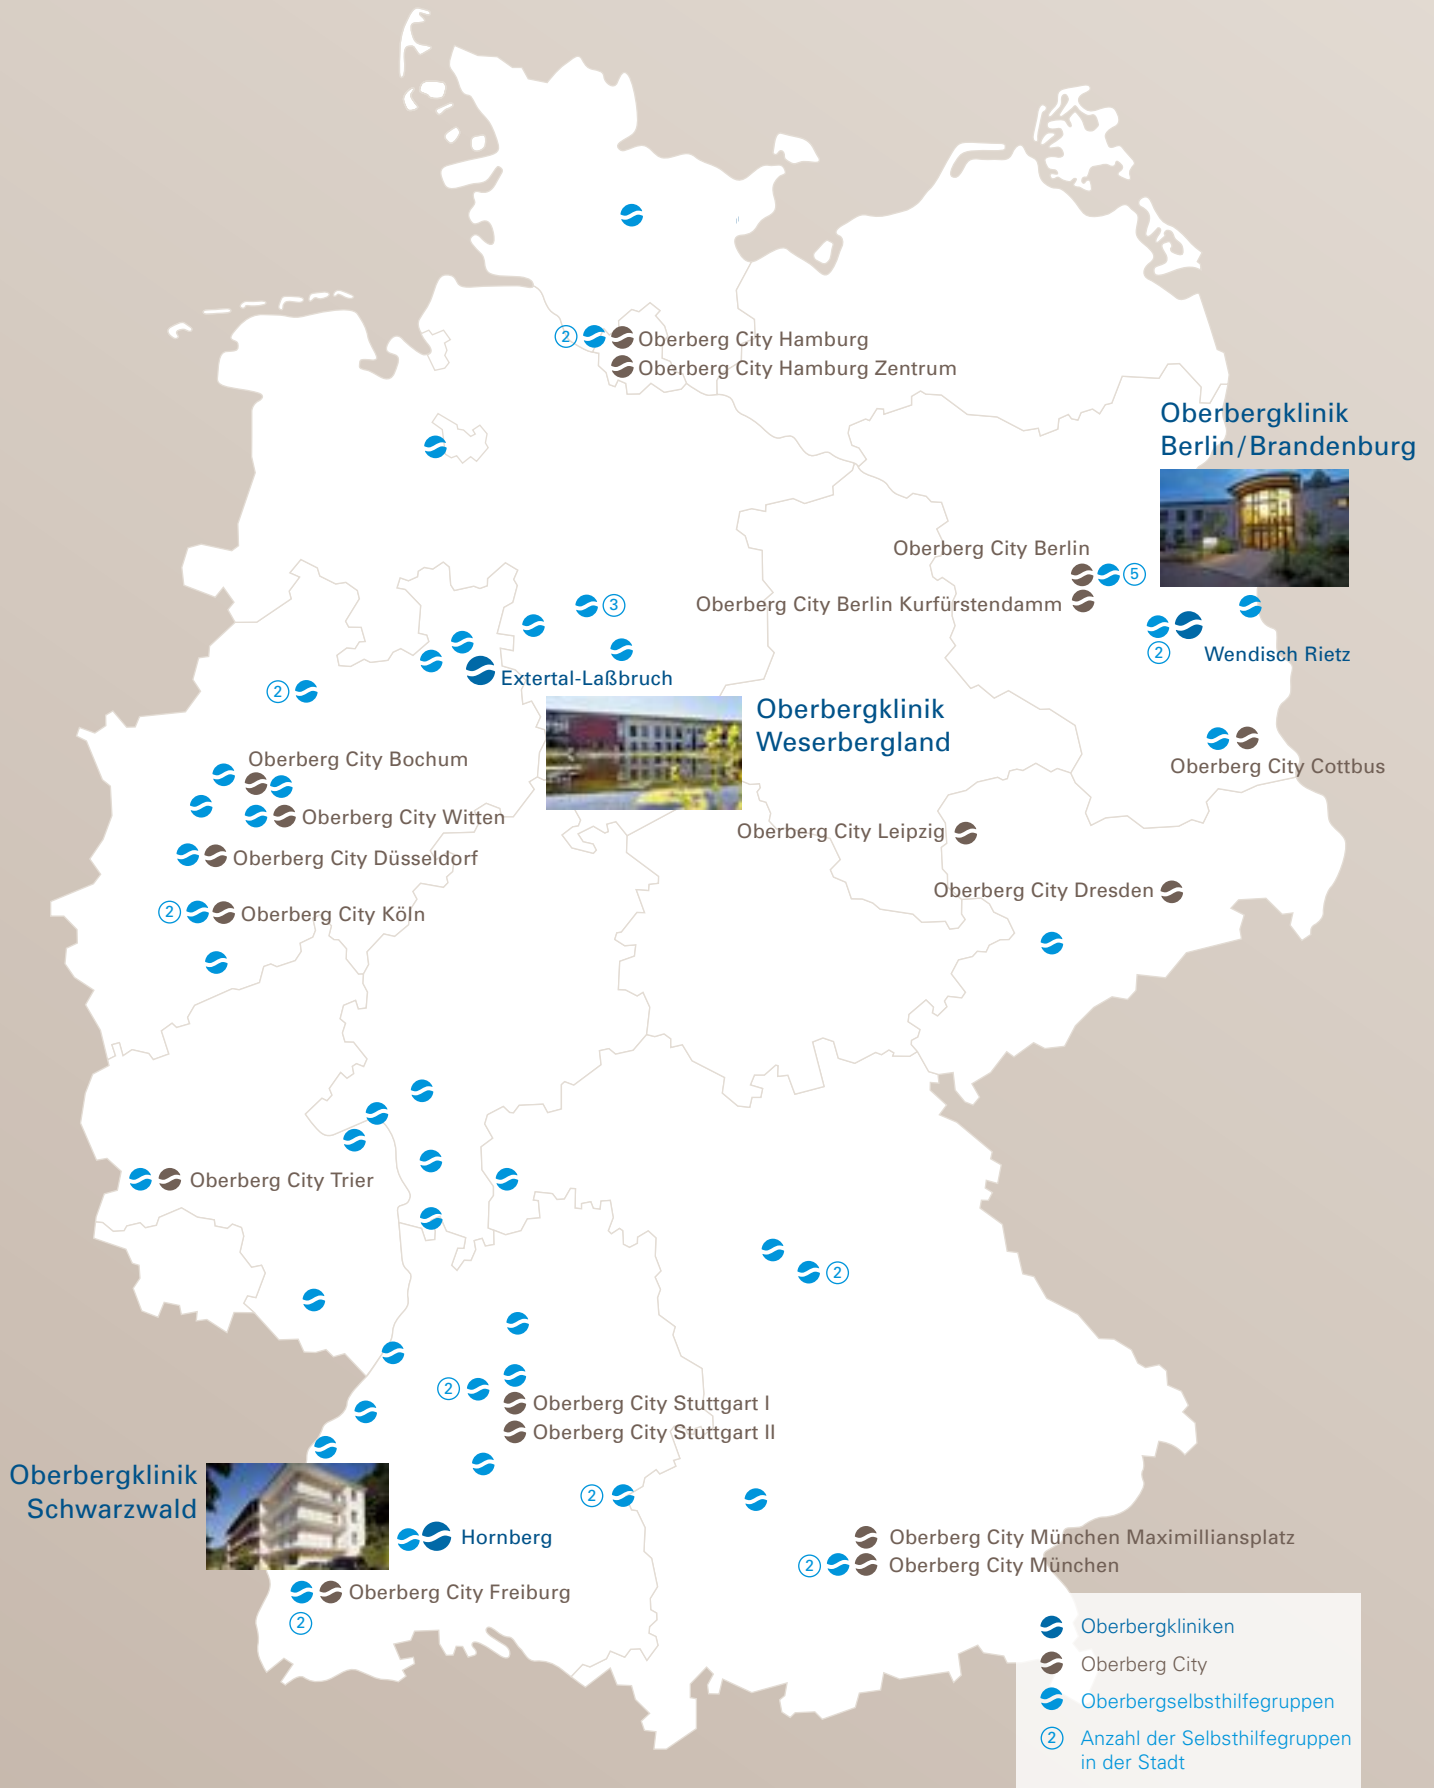 2
Oberberg City Hamburg
Oberberg City Hamburg Zentrum
Oberbergklinik
Berlin/Brandenburg
Oberberg City Berlin
5
Oberberg City Berlin Kurfürstendamm
3
2
Wendisch Rietz
Extertal-Laßbruch
2
Oberbergklinik
Weserbergland
Oberberg City Cottbus
Oberberg City Bochum
Oberberg City Witten
Oberberg City Leipzig
Oberberg City Düsseldorf
Oberberg City Dresden
2
Oberberg City Köln
Oberberg City Trier
2
2
Oberberg City Stuttgart I
Oberberg City Stuttgart II
Oberbergklinik
Schwarzwald
2
Hornberg
Oberberg City München Maximilliansplatz
2
Oberberg City München
Oberberg City Freiburg
2
Oberbergkliniken
Oberberg City
Oberbergselbsthilfegruppen
2 Anzahl der Selbsthilfegruppen
in der Stadt